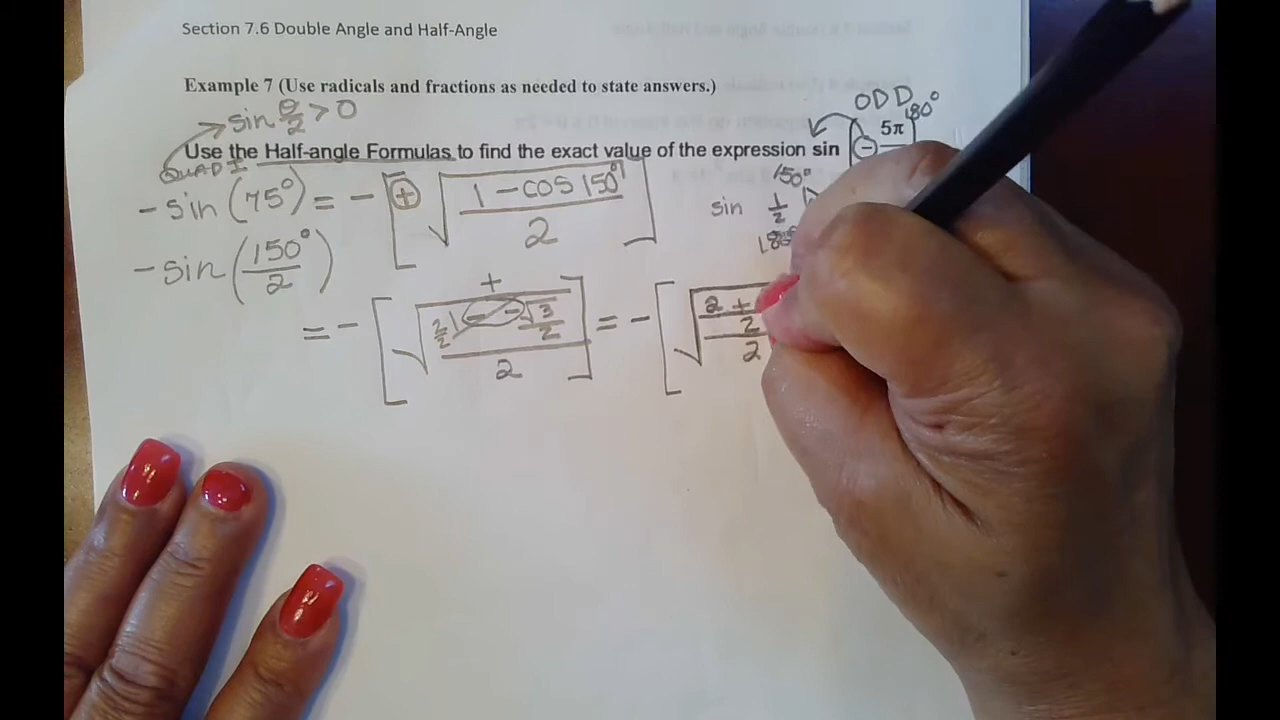 Section 7.6 Double Angle and Half-Angle
Example 7 (Use radicals and fractions as needed to state answers.)
→ sin θ/2 > 0
ODD
180°
Use the Half-angle Formulas to find the exact value of the expression sin (- 5π
QUAD I
-sin(75°) = -[+√((1 - cos 150°)/2)]
150°
sin 1/2
-sin(150°/2)
= -[√((2/2 1 - -√3/2)/2)] = -[√((2 +
+
2
2